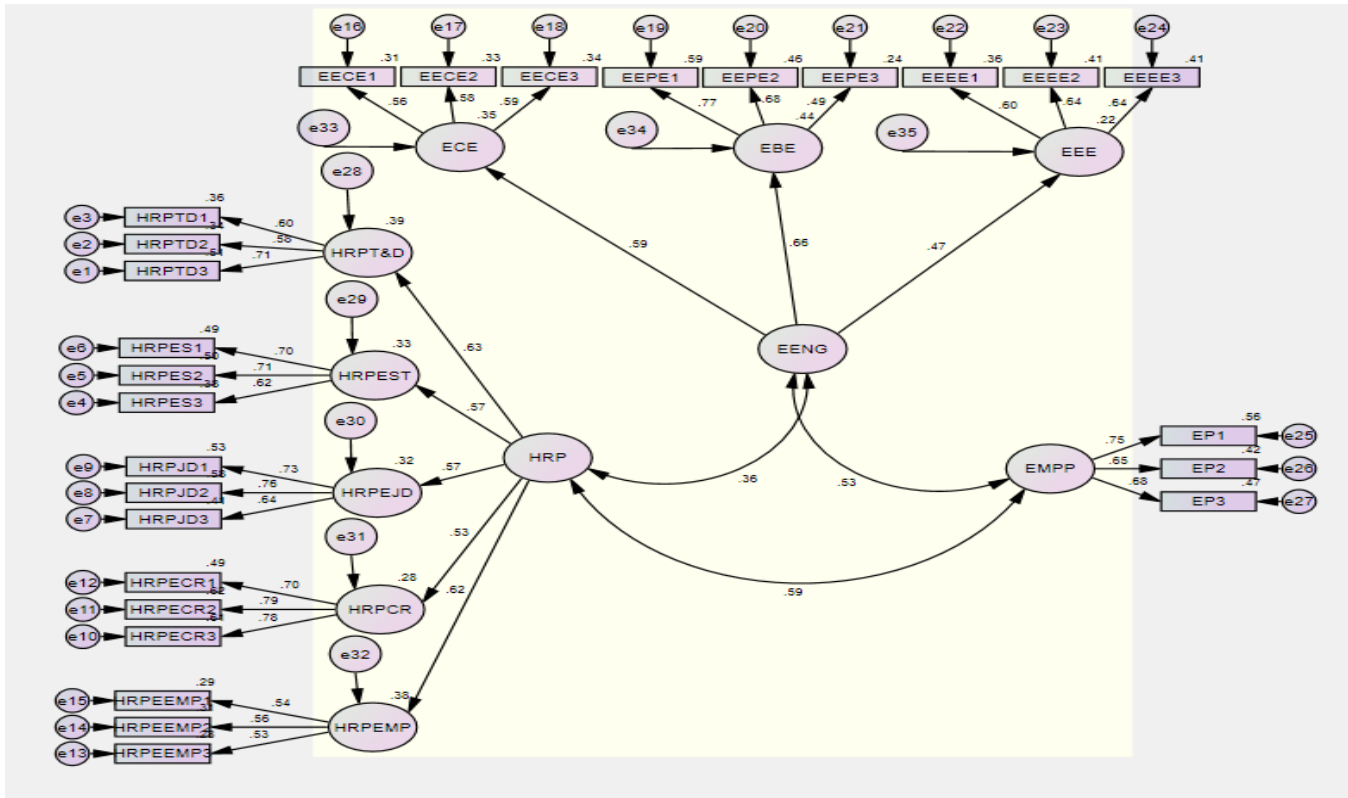 e16 e17 e18 e19 e20 e21 e22 e23 e24
.31 .33 .34 .59 .46 .24 .36 .41 .41
EECE1 EECE2 EECE3 EEPE1 EEPE2 EEPE3 EEEE1 EEEE2 EEEE3
.56 .58 .59 .77 .68 .49 .60 .64 .64
.35 .44 .22
e33 e34 e35
ECE EBE EEE
e28
.36
e3 HRPTD1 .60 .39
e2 HRPTD2 .58 HRPT&D
e1 HRPTD3 .71
.59 .66 .47
e29
.49
e6 HRPES1 .70 .33
e5 HRPES2 .71 HRPEST
e4 HRPES3 .62
.63
EENG
.57
e30
.53
e9 HRPJD1 .73 .32
e8 HRPJD2 .76 HRPEJD
e7 HRPJD3 .64
.57
HRP
.36 .53
EMPP
.56
.75 EP1 e25
.42
.65 EP2 e26
.47
.68 EP3 e27
e31
.53
.49
e12 HRPECR1 .70 .28
e11 HRPECR2 .79 HRPCR
e10 HRPECR3 .78
.62
.59
e32
.29
e15 HRPEEMP1 .54 .38
e14 HRPEEMP2 .56 HRPEMP
e13 HRPEEMP3 .53